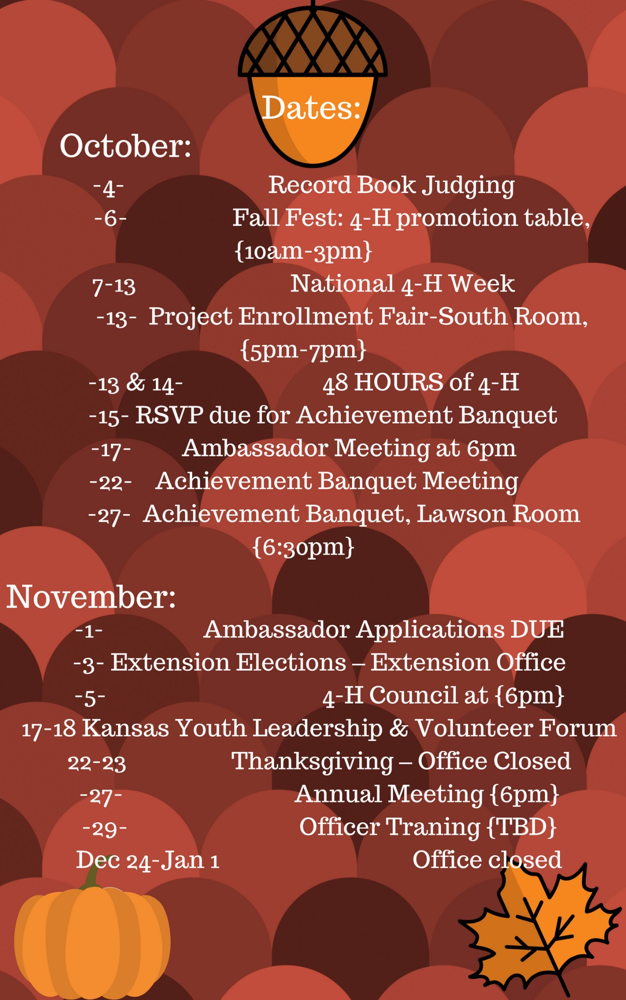 Dates:
October:
-4- Record Book Judging
-6- Fall Fest: 4-H promotion table,
{10am-3pm}
7-13 National 4-H Week
-13- Project Enrollment Fair-South Room,
{5pm-7pm}
-13 & 14- 48 HOURS of 4-H
-15- RSVP due for Achievement Banquet
-17- Ambassador Meeting at 6pm
-22- Achievement Banquet Meeting
-27- Achievement Banquet, Lawson Room
{6:30pm}
November:
-1- Ambassador Applications DUE
-3- Extension Elections – Extension Office
-5- 4-H Council at {6pm}
17-18 Kansas Youth Leadership & Volunteer Forum
22-23 Thanksgiving – Office Closed
-27- Annual Meeting {6pm}
-29- Officer Traning {TBD}
Dec 24-Jan 1 Office closed